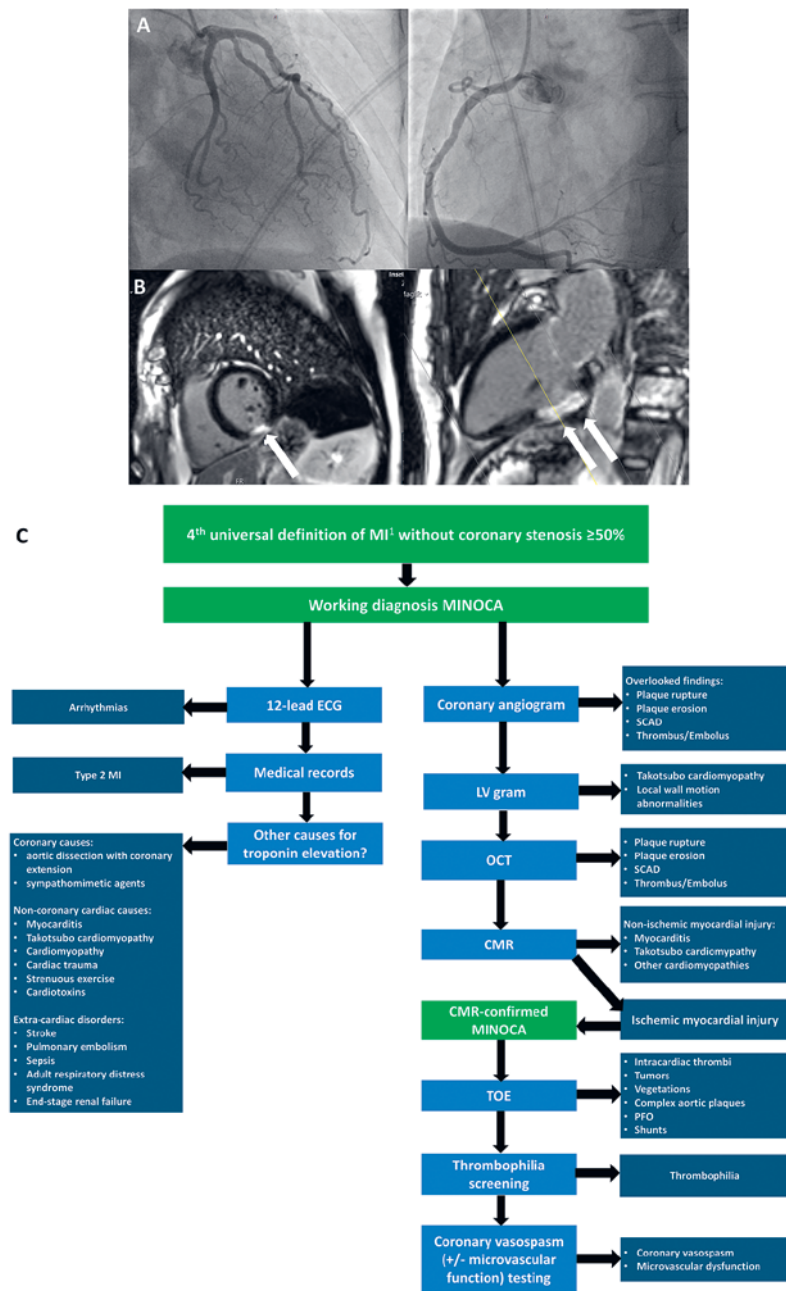 A
B
Inset
C
4th universal definition of MI1 without coronary stenosis ≥50%
Working diagnosis MINOCA
12-lead ECG
Arrhythmias
Medical records
Type 2 MI
Other causes for
troponin elevation?
Coronary causes:
• aortic dissection with coronary
extension
• sympathomimetic agents
Non-coronary cardiac causes:
• Myocarditis
• Takotsubo cardiomyopathy
• Cardiomyopathy
• Cardiac trauma
• Strenuous exercise
• Cardiotoxins
Extra-cardiac disorders:
• Stroke
• Pulmonary embolism
• Sepsis
• Adult respiratory distress
syndrome
• End-stage renal failure
Coronary angiogram
Overlooked findings:
• Plaque rupture
• Plaque erosion
• SCAD
• Thrombus/Embolus
LV gram
• Takotsubo cardiomyopathy
• Local wall motion
abnormalities
OCT
• Plaque rupture
• Plaque erosion
• SCAD
• Thrombus/Embolus
CMR
Non-ischemic myocardial injury:
• Myocarditis
• Takotsubo cardiomypathy
• Other cardiomyopathies
Ischemic myocardial injury
CMR-confirmed
MINOCA
TOE
• Intracardiac thrombi
• Tumors
• Vegetations
• Complex aortic plaques
• PFO
• Shunts
Thrombophilia
screening
Thrombophilia
Coronary vasospasm
(+/- microvascular
function) testing
• Coronary vasospasm
• Microvascular dysfunction